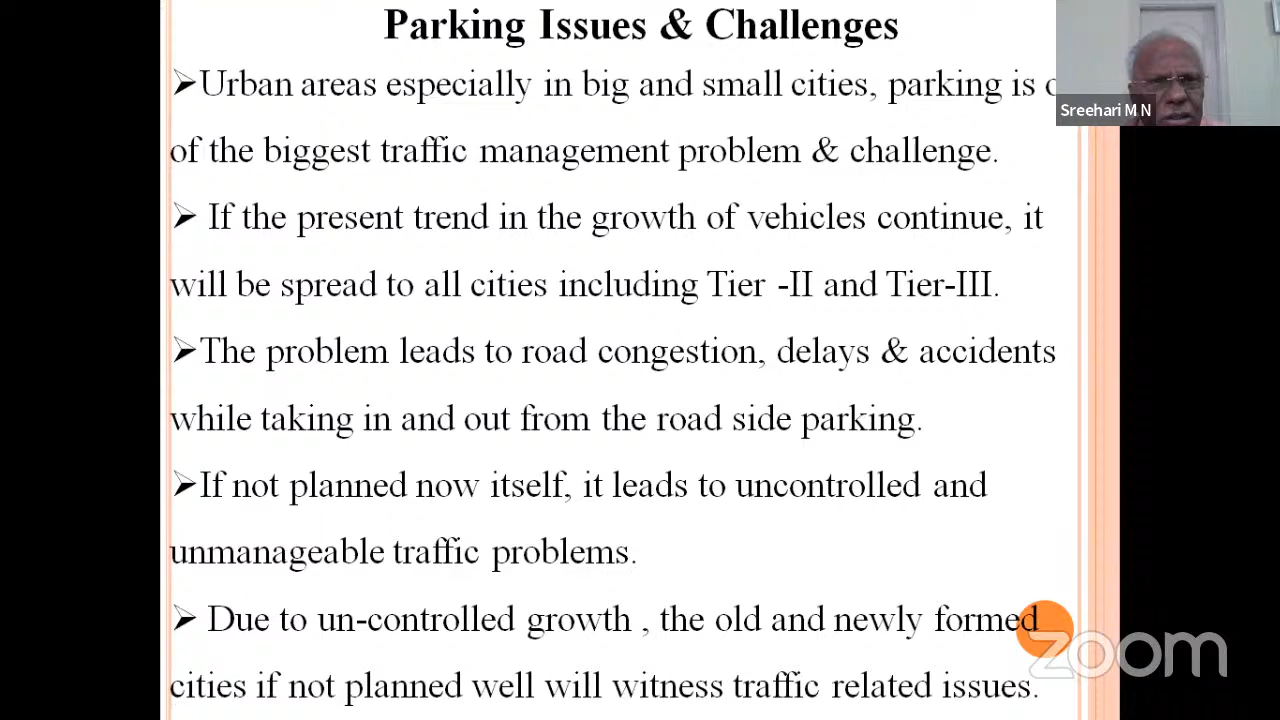 Parking Issues & Challenges
➢Urban areas especially in big and small cities, parking is
of the biggest traffic management problem & challenge.
➢ If the present trend in the growth of vehicles continue, it
will be spread to all cities including Tier -II and Tier-III.
➢The problem leads to road congestion, delays & accidents
while taking in and out from the road side parking.
➢If not planned now itself, it leads to uncontrolled and
unmanageable traffic problems.
➢ Due to un-controlled growth , the old and newly formed
cities if not planned well will witness traffic related issues.
Sreehari M N
zoom